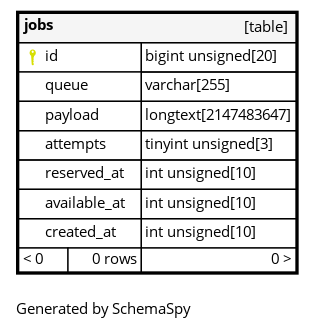 jobs [table]
id bigint unsigned[20]
queue varchar[255]
payload longtext[2147483647]
attempts tinyint unsigned[3]
reserved_at int unsigned[10]
available_at int unsigned[10]
created_at int unsigned[10]
< 0 0 rows 0 >
Generated by SchemaSpy